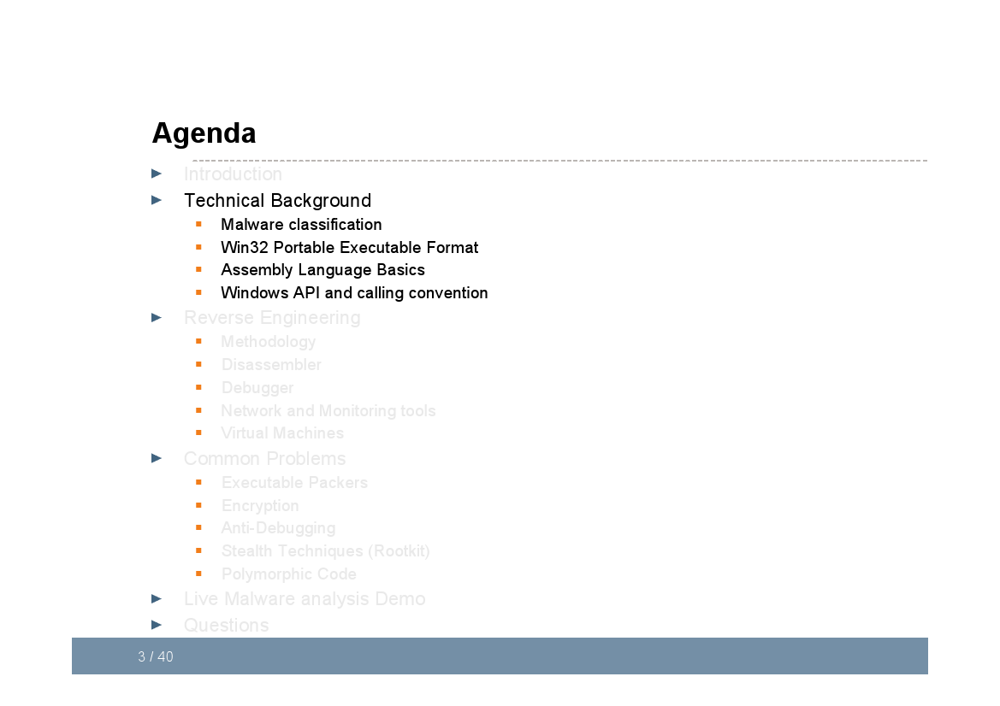 Agenda
Introduction
Technical Background
Malware classification
Win32 Portable Executable Format
Assembly Language Basics
Windows API and calling convention
Reverse Engineering
Methodology
Disassembler
Debugger
Network and Monitoring tools
Virtual Machines
Common Problems
Executable Packers
Encryption
Anti-Debugging
Stealth Techniques (Rootkit)
Polymorphic Code
Live Malware analysis Demo
Questions
3 / 40